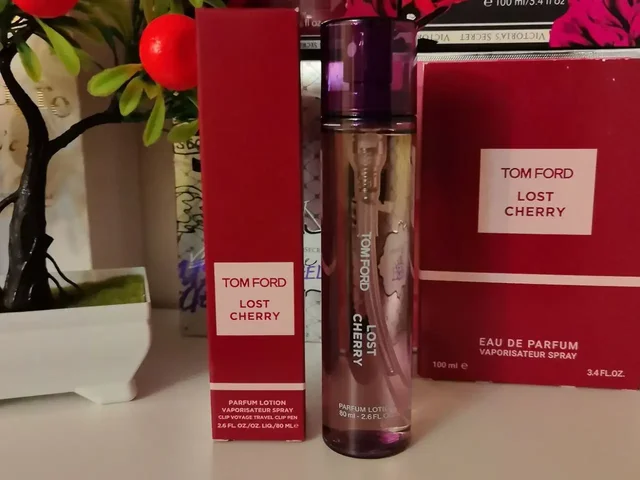 e 100 ml/3.4 fl.oz
VICTORIA'S SECRET
TOM FORD
LOST
CHERRY
PARFUM LOTION
VAPORISATEUR SPRAY
CLIP VOYAGE TRAVEL CLIP PEN
2.6 FL. OZ./OZ. LIQ./80 ML e
TOM FORD
LOST
CHERRY
PARFUM LOTION
80 ml - 2.6 FL.
TOM FORD
LOST
CHERRY
EAU DE PARFUM
VAPORISATEUR SPRAY
100 ml e
3.4 FL.OZ.